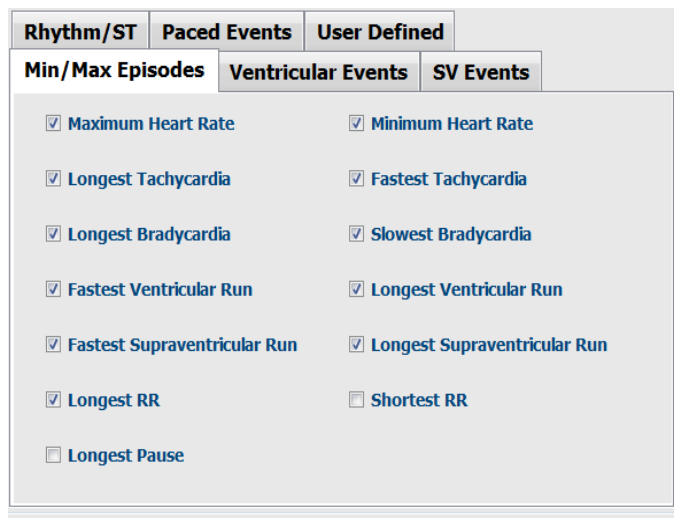 Rhythm/ST Paced Events User Defined
Min/Max Episodes Ventricular Events SV Events
Maximum Heart Rate Minimum Heart Rate
Longest Tachycardia Fastest Tachycardia
Longest Bradycardia Slowest Bradycardia
Fastest Ventricular Run Longest Ventricular Run
Fastest Supraventricular Run Longest Supraventricular Run
Longest RR Shortest RR
Longest Pause